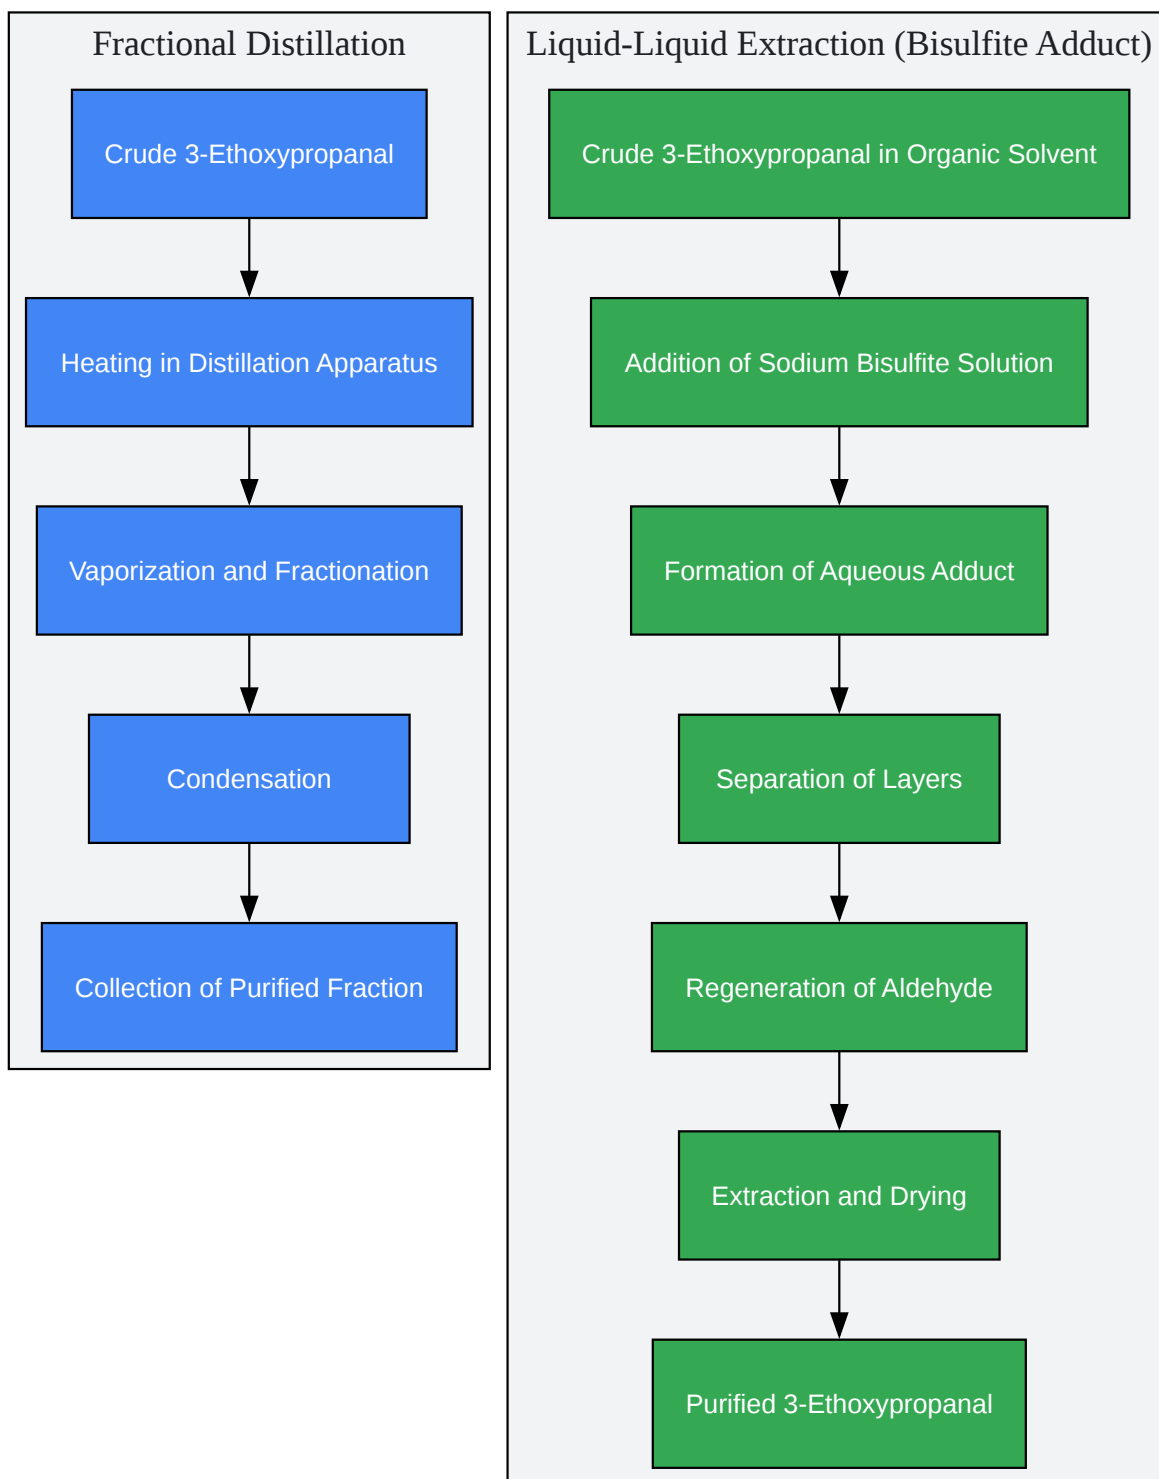 Fractional Distillation
Crude 3-Ethoxypropanal
Heating in Distillation Apparatus
Vaporization and Fractionation
Condensation
Collection of Purified Fraction
Liquid-Liquid Extraction (Bisulfite Adduct)
Crude 3-Ethoxypropanal in Organic Solvent
Addition of Sodium Bisulfite Solution
Formation of Aqueous Adduct
Separation of Layers
Regeneration of Aldehyde
Extraction and Drying
Purified 3-Ethoxypropanal